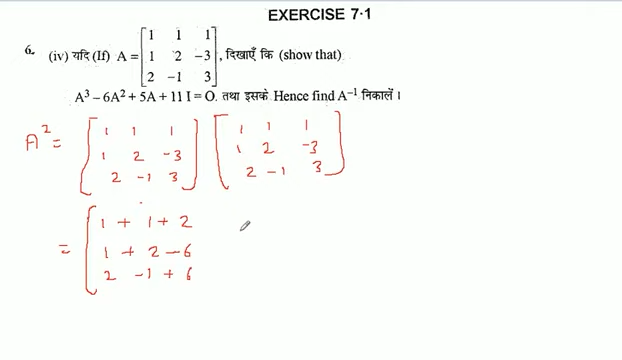 EXERCISE 7·1
6. (iv) यदि (If) A = [1 1 1
1 2 −3
2 −1 3], दिखाएँ कि (show that)
A³ − 6A² + 5A + 11 I = O. तथा इसके Hence find A⁻¹ निकालें।
A² = [1 1 1 [1 1 1
1 2 −3 1 2 −3
2 −1 3] 2 −1 3]
= [1 + 1 + 2
1 + 2 − 6
2 − 1 + 6